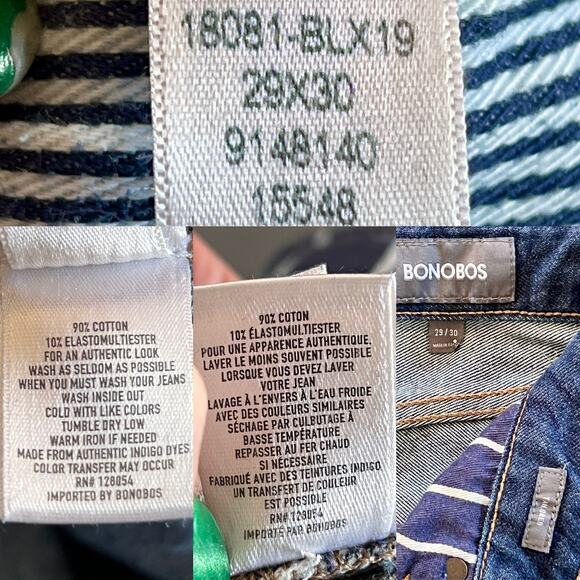 18081-BLX19
29X30
9148140
15548
90% COTTON
10% ELASTOMULTIESTER
FOR AN AUTHENTIC LOOK
WASH AS SELDOM AS POSSIBLE
WHEN YOU MUST WASH YOUR JEANS
WASH INSIDE OUT
COLD WITH LIKE COLORS
TUMBLE DRY LOW
WARM IRON IF NEEDED
MADE FROM AUTHENTIC INDIGO DYES
COLOR TRANSFER MAY OCCUR
RN# 128054
IMPORTED BY BONOBOS
90% COTON
10% ÉLASTOMULTIESTER
POUR UNE APPARENCE AUTHENTIQUE,
LAVER LE MOINS SOUVENT POSSIBLE
LORSQUE VOUS DEVEZ LAVER
VOTRE JEAN
LAVAGE À L'ENVERS À L'EAU FROIDE
AVEC DES COULEURS SIMILAIRES
SÉCHAGE PAR CULBUTAGE À
BASSE TEMPÉRATURE
REPASSER AU FER CHAUD
SI NÉCESSAIRE
FABRIQUÉ AVEC DES TEINTURES INDIGO
UN TRANSFERT DE COULEUR
EST POSSIBLE
RN# 128054
IMPORTÉ PAR BONOBOS
BONOBOS
29 / 30
MADE IN